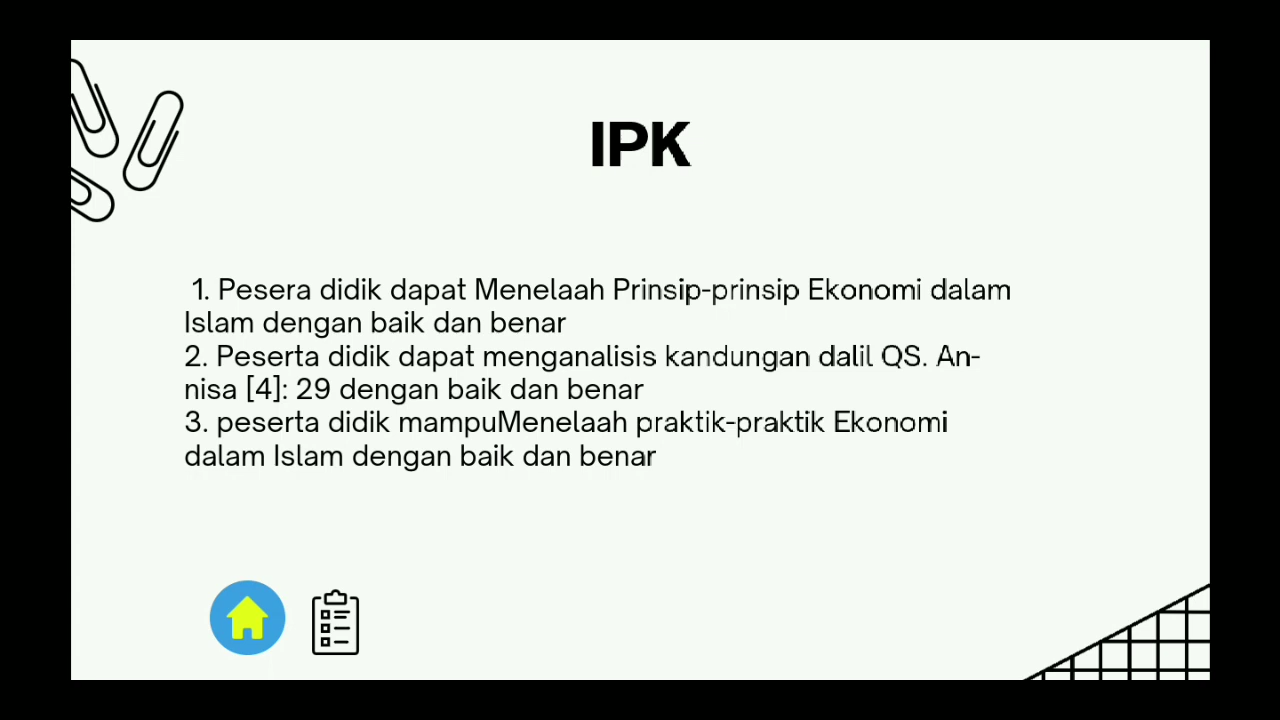 IPK
1. Pesera didik dapat Menelaah Prinsip-prinsip Ekonomi dalam
Islam dengan baik dan benar
2. Peserta didik dapat menganalisis kandungan dalil QS. An-
nisa [4]: 29 dengan baik dan benar
3. peserta didik mampuMenelaah praktik-praktik Ekonomi
dalam Islam dengan baik dan benar